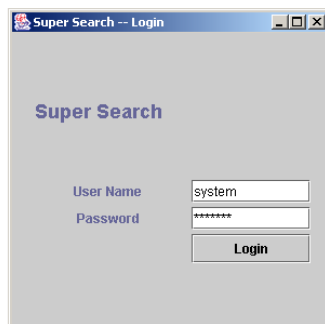 Super Search -- Login
Super Search
User Name system
Password *******
Login